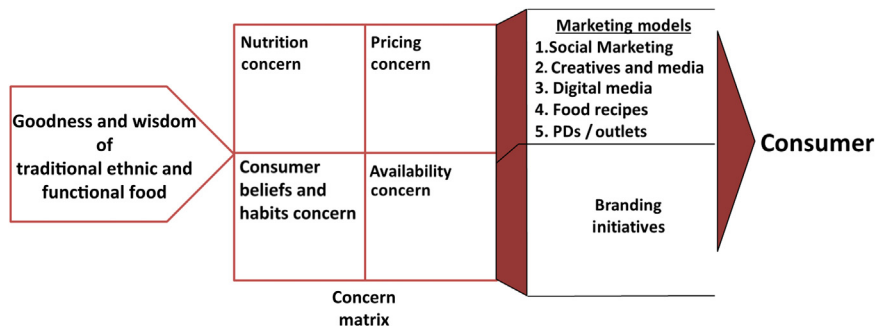 Goodness and wisdom
of
traditional ethnic and
functional food
Nutrition
concern
Pricing
concern
Consumer
beliefs and
habits concern
Availability
concern
Concern
matrix
Marketing models
1.Social Marketing
2. Creatives and media
3. Digital media
4. Food recipes
5. PDs / outlets
Branding
initiatives
Consumer